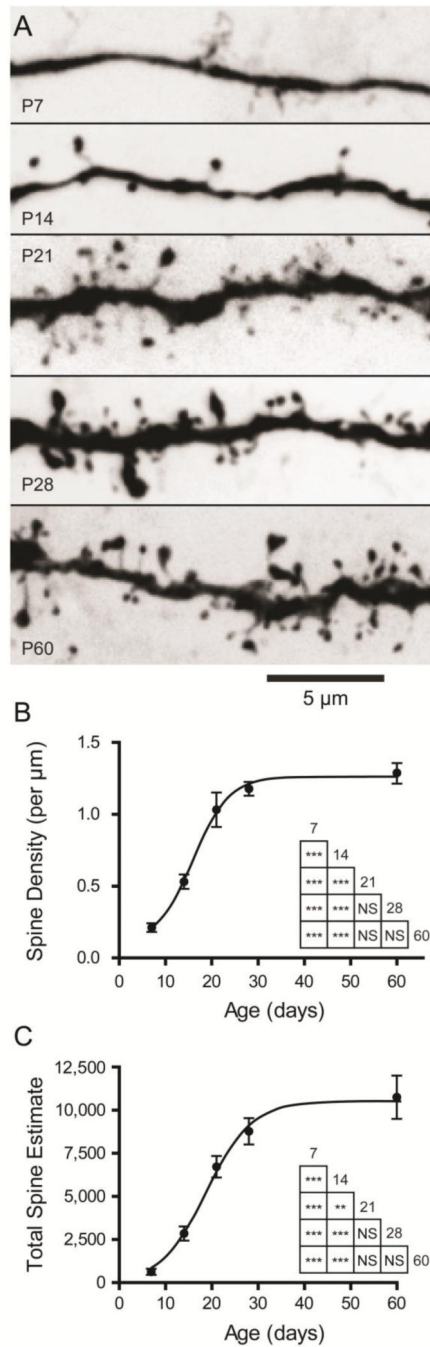 A
P7
P14
P21
P28
P60
5 µm
B
Spine Density (per µm)
1.5
1.0
0.5
0.0
7
*** 14
*** *** 21
*** *** NS 28
*** *** NS NS 60
0 10 20 30 40 50 60
Age (days)
C
Total Spine Estimate
12,500
10,000
7,500
5,000
2,500
0
7
*** 14
*** ** 21
*** *** NS 28
*** *** NS NS 60
0 10 20 30 40 50 60
Age (days)